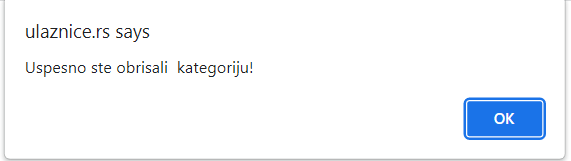 ulaznice.rs says
Uspesno ste obrisali  kategoriju!
OK